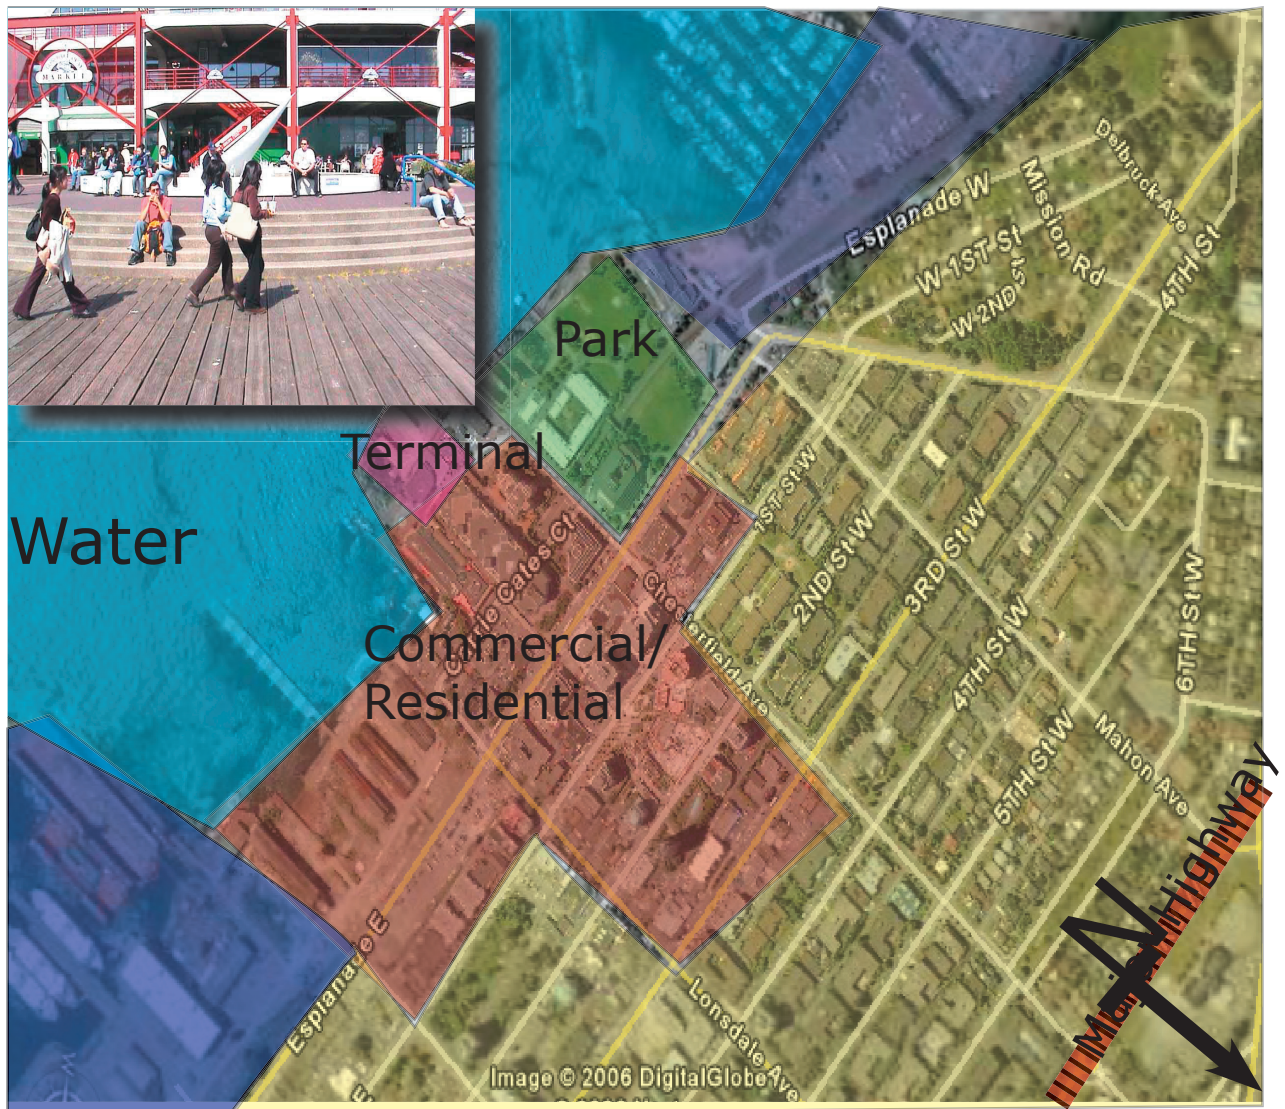 MARKET
Delbruck Ave
Mission Rd
Esplanade W
4TH St
W 1ST St
W 2ND St
Park
Terminal
1ST St W
Water
2ND St W
3RD St W
6TH St W
Chesterfield Ave
Commercial/
Residential
4TH St W
5TH St W
Mahon Ave
Major Highway
N
Esplanade E
Lonsdale Ave
Image © 2006 DigitalGlobe